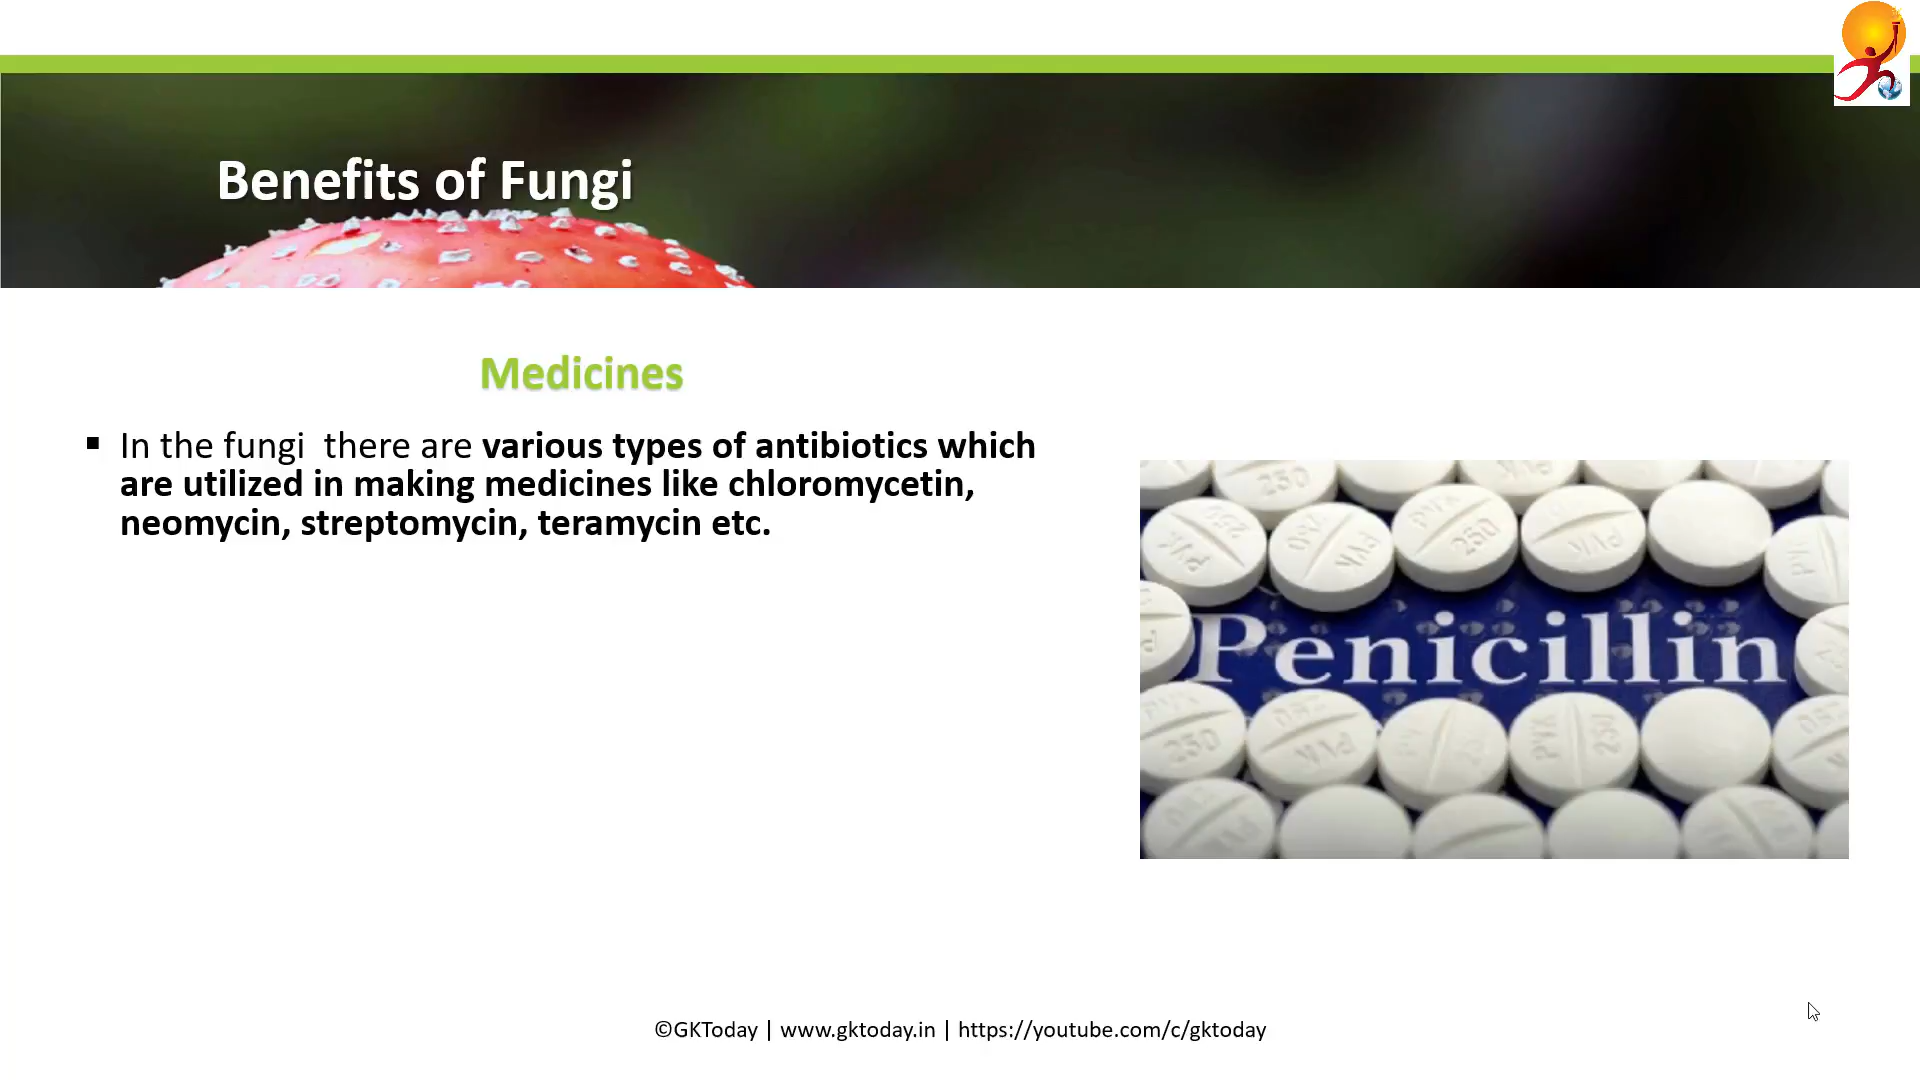 Benefits of Fungi
Medicines
▪ In the fungi  there are various types of antibiotics which
are utilized in making medicines like chloromycetin,
neomycin, streptomycin, teramycin etc.
Penicillin
©GKToday | www.gktoday.in | https://youtube.com/c/gktoday